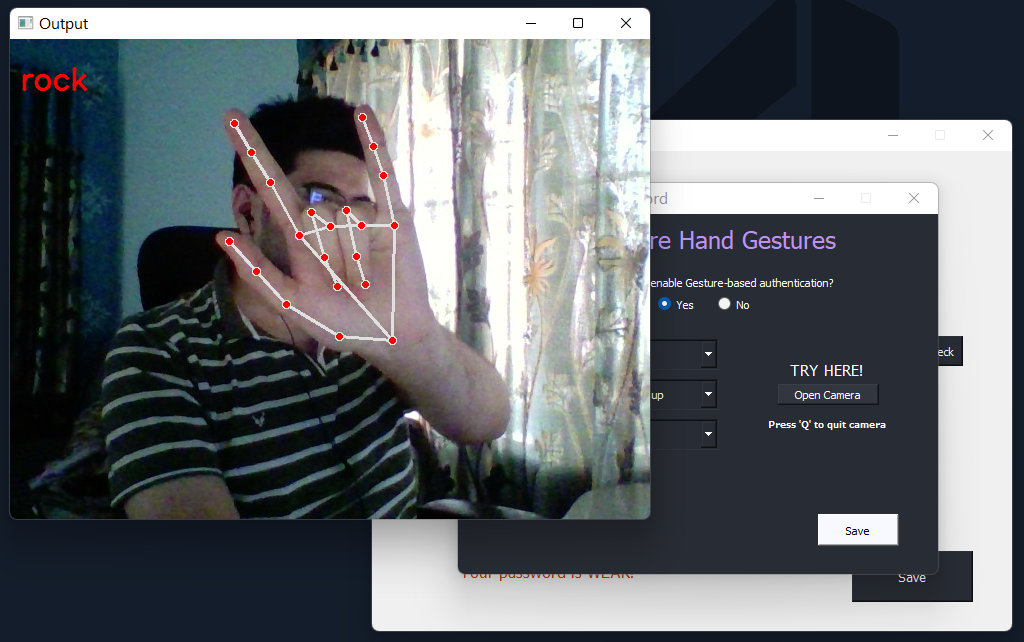 Output
rock
rd
re Hand Gestures
enable Gesture-based authentication?
Yes
No
up
TRY HERE!
Open Camera
Press 'Q' to quit camera
eck
Save
Your password is WEAK!
Save